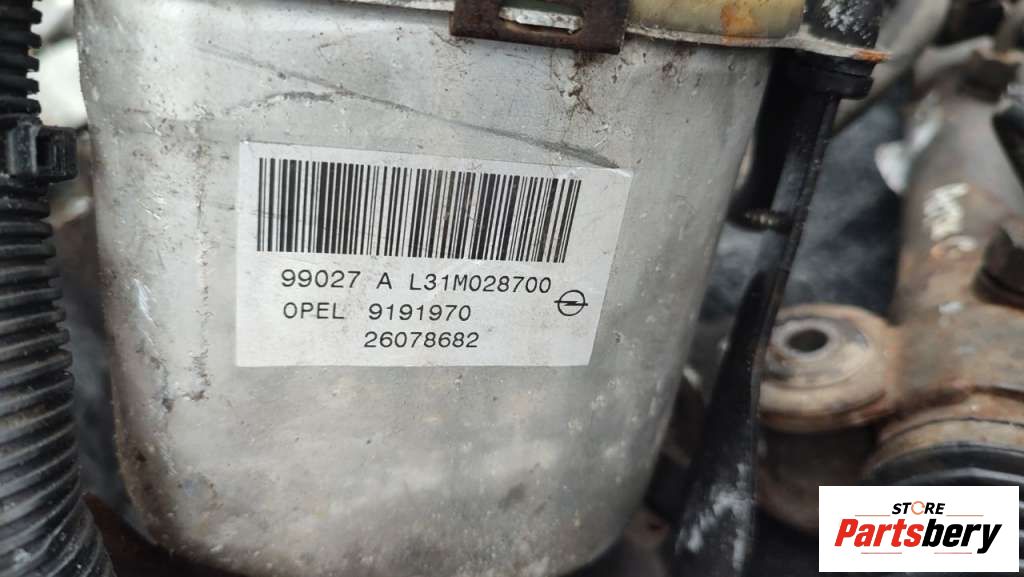 99027 A L31M028700
OPEL 9191970
26078682
STORE
Partsbery